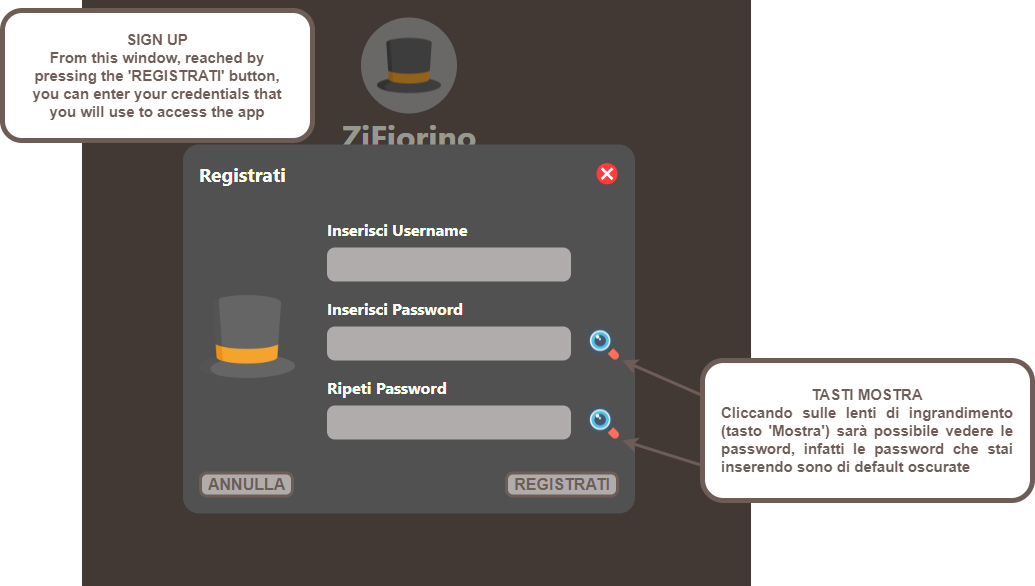 SIGN UP
From this window, reached by
pressing the 'REGISTRATI' button,
you can enter your credentials that
you will use to access the app
ZiFiorino
Registrati
Inserisci Username
Inserisci Password
Ripeti Password
ANNULLA
REGISTRATI
TASTI MOSTRA
Cliccando sulle lenti di ingrandimento
(tasto 'Mostra') sarà possibile vedere le
password, infatti le password che stai
inserendo sono di default oscurate